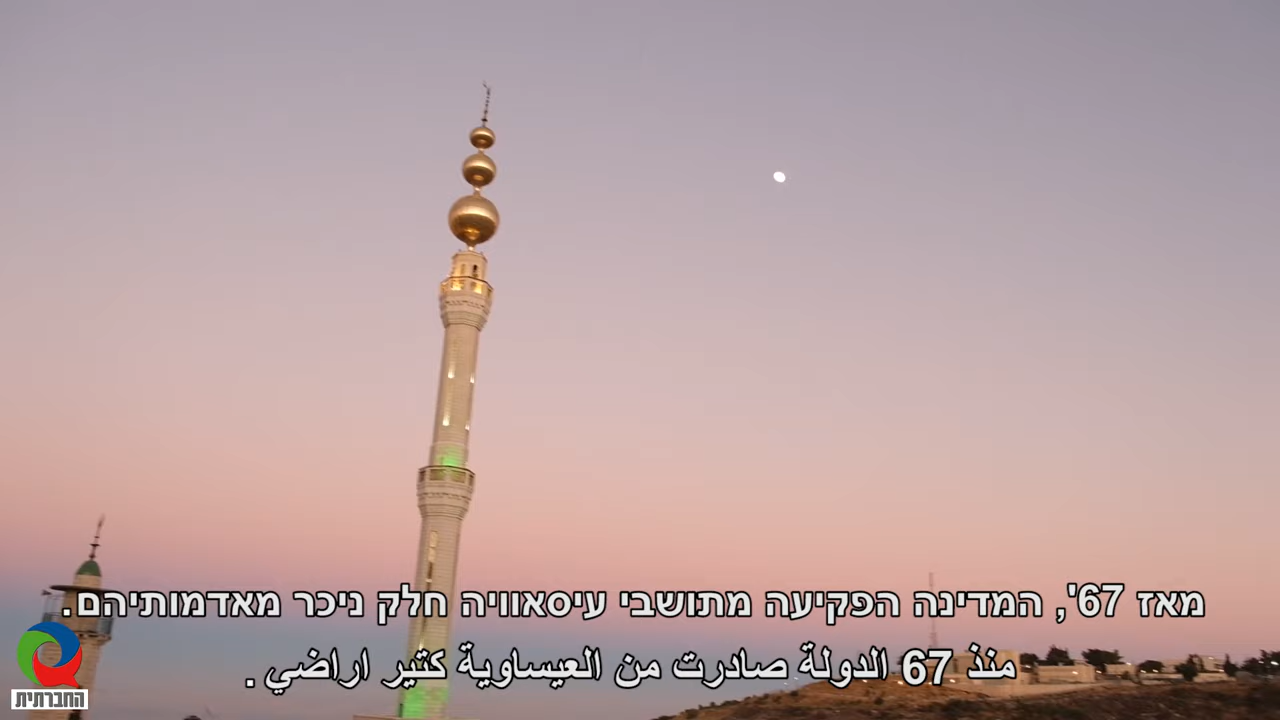 מאז 67', המדינה הפקיעה מתושבי עיסאוויה חלק ניכר מאדמותיהם.
منذ 67 الدولة صادرت من العيساوية كتير اراضي .
החברתית